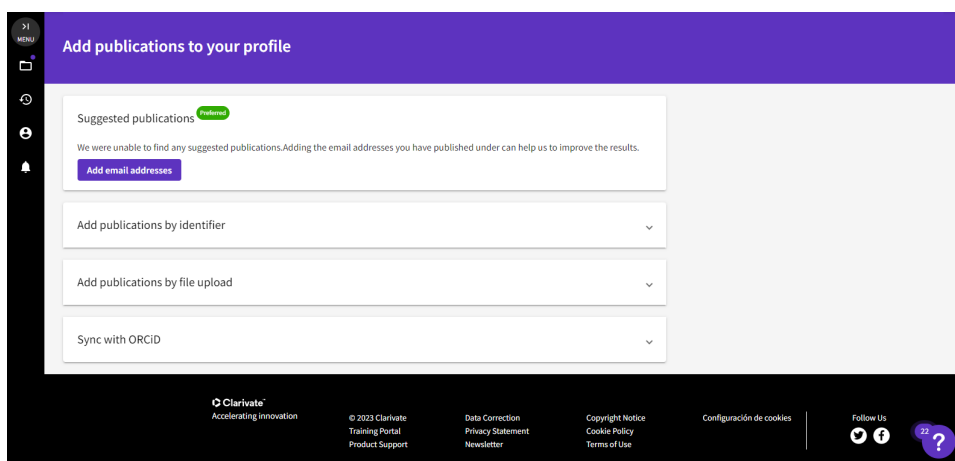 MENU
Add publications to your profile
Suggested publications Preferred
We were unable to find any suggested publications.Adding the email addresses you have published under can help us to improve the results.
Add email addresses
Add publications by identifier
Add publications by file upload
Sync with ORCiD
Clarivate™
Accelerating innovation
© 2023 Clarivate
Training Portal
Product Support
Data Correction
Privacy Statement
Newsletter
Copyright Notice
Cookie Policy
Terms of Use
Configuración de cookies
Follow Us
22
?